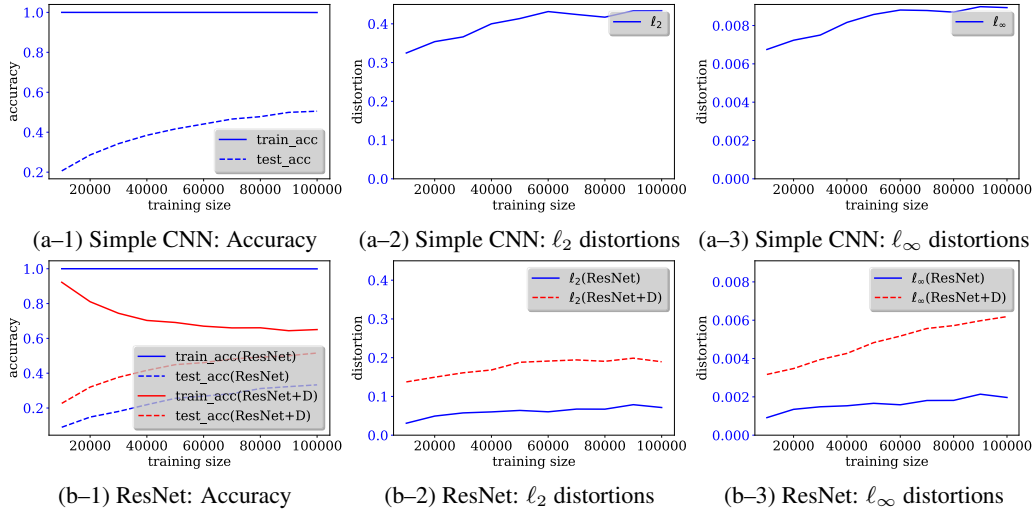 accuracy
1.0
0.8
0.6
0.4
0.2
train_acc
test_acc
20000 40000 60000 80000 100000
training size
(a–1) Simple CNN: Accuracy
distortion
0.4
0.3
0.2
0.1
0.0
ℓ2
20000 40000 60000 80000 100000
training size
(a–2) Simple CNN: ℓ2 distortions
distortion
0.008
0.006
0.004
0.002
0.000
ℓ∞
20000 40000 60000 80000 100000
training size
(a–3) Simple CNN: ℓ∞ distortions
accuracy
1.0
0.8
0.6
0.4
0.2
train_acc(ResNet)
test_acc(ResNet)
train_acc(ResNet+D)
test_acc(ResNet+D)
20000 40000 60000 80000 100000
training size
(b–1) ResNet: Accuracy
distortion
0.4
0.3
0.2
0.1
0.0
ℓ2(ResNet)
ℓ2(ResNet+D)
20000 40000 60000 80000 100000
training size
(b–2) ResNet: ℓ2 distortions
distortion
0.008
0.006
0.004
0.002
0.000
ℓ∞(ResNet)
ℓ∞(ResNet+D)
20000 40000 60000 80000 100000
training size
(b–3) ResNet: ℓ∞ distortions